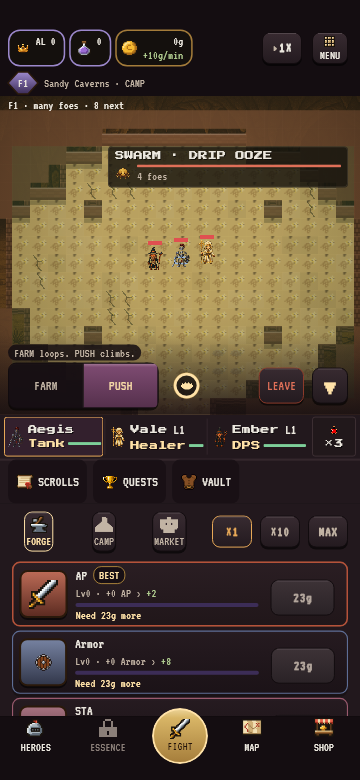 AL 0
0
0g
+10g/min
▸1X
MENU
F1 Sandy Caverns · CAMP
F1 · many foes · 8 next
SWARM · DRIP OOZE
4 foes
FARM loops. PUSH climbs.
FARM
PUSH
LEAVE
▼
Aegis
Tank
Vale L1
Healer
Ember L1
DPS
×3
SCROLLS
QUESTS
VAULT
FORGE
CAMP
MARKET
X1
X10
MAX
AP BEST
Lv0 · +0 AP › +2
Need 23g more
23g
Armor
Lv0 · +0 Armor › +8
Need 23g more
23g
STA
HEROES
ESSENCE
FIGHT
MAP
SHOP